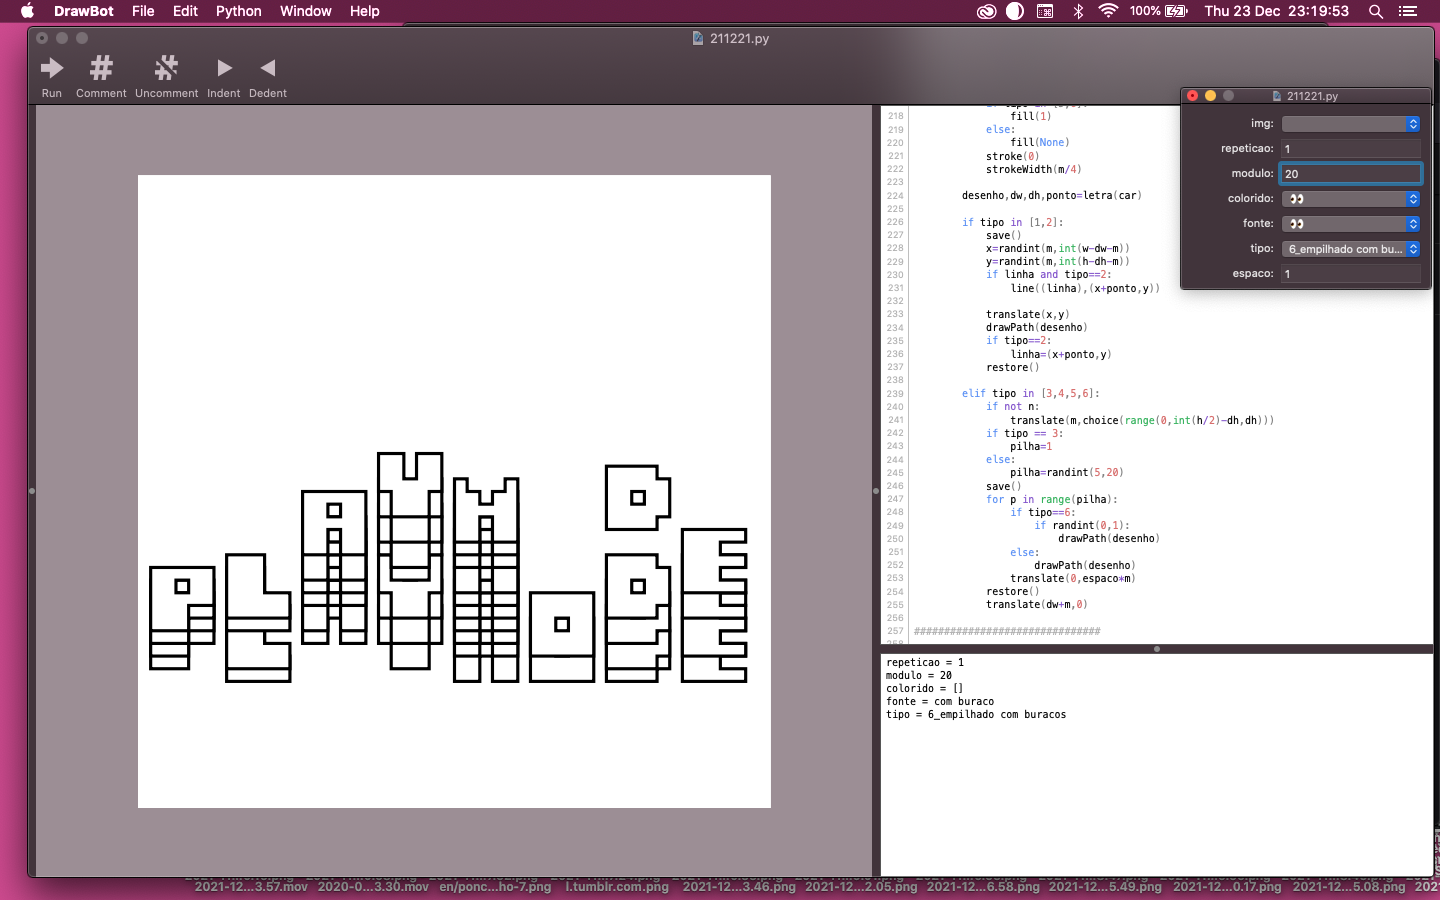 DrawBot File Edit Python Window Help 100% Thu 23 Dec 23:19:53
211221.py
Run Comment Uncomment Indent Dedent
211221.py
img:
repeticao: 1
modulo: 20
colorido: 👀
fonte: 👀
tipo: 6_empilhado com bu...
espaco: 1
218 fill(1)
219 else:
220 fill(None)
221 stroke(0)
222 strokeWidth(m/4)
223
224 desenho,dw,dh,ponto=letra(car)
225
226 if tipo in [1,2]:
227 save()
228 x=randint(m,int(w-dw-m))
229 y=randint(m,int(h-dh-m))
230 if linha and tipo==2:
231 line((linha),(x+ponto,y))
232
233 translate(x,y)
234 drawPath(desenho)
235 if tipo==2:
236 linha=(x+ponto,y)
237 restore()
238
239 elif tipo in [3,4,5,6]:
240 if not n:
241 translate(m,choice(range(0,int(h/2)-dh,dh)))
242 if tipo == 3:
243 pilha=1
244 else:
245 pilha=randint(5,20)
246 save()
247 for p in range(pilha):
248 if tipo==6:
249 if randint(0,1):
250 drawPath(desenho)
251 else:
252 drawPath(desenho)
253 translate(0,espaco*m)
254 restore()
255 translate(dw+m,0)
256
257 ###############################
PLAYMODE
repeticao = 1
modulo = 20
colorido = []
fonte = com buraco
tipo = 6_empilhado com buracos
2021-12...3.57.mov 2020-0...3.30.mov en/ponc...ho-7.png l.tumblr.com.png 2021-12...3.46.png 2021-12...2.05.png 2021-12...6.58.png 2021-12...5.49.png 2021-12...0.17.png 2021-12...5.08.png